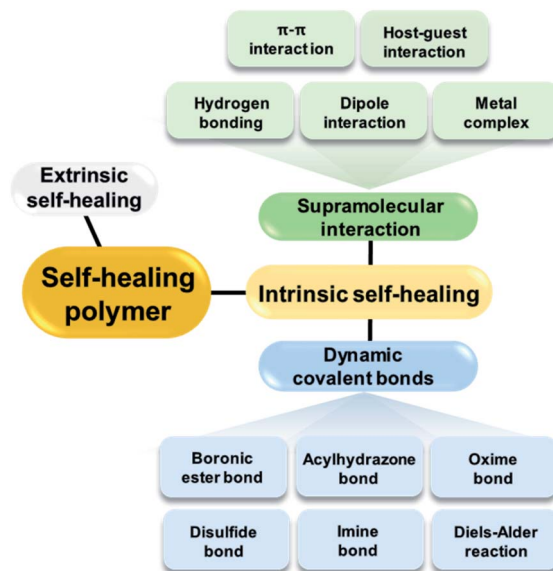 π-π
interaction
Host-guest
interaction
Hydrogen
bonding
Dipole
interaction
Metal
complex
Extrinsic
self-healing
Supramolecular
interaction
Self-healing
polymer
Intrinsic self-healing
Dynamic
covalent bonds
Boronic
ester bond
Acylhydrazone
bond
Oxime
bond
Disulfide
bond
Imine
bond
Diels-Alder
reaction